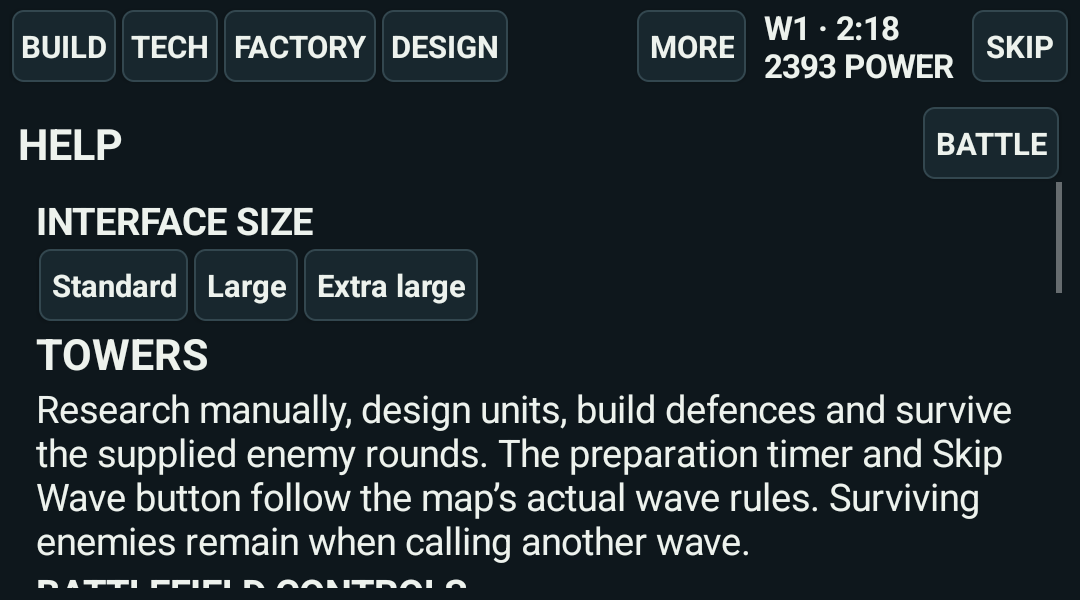 BUILD TECH FACTORY DESIGN MORE W1 · 2:18 SKIP
2393 POWER
HELP BATTLE
INTERFACE SIZE
Standard Large Extra large
TOWERS
Research manually, design units, build defences and survive
the supplied enemy rounds. The preparation timer and Skip
Wave button follow the map’s actual wave rules. Surviving
enemies remain when calling another wave.
BATTLEFIELD CONTROLS